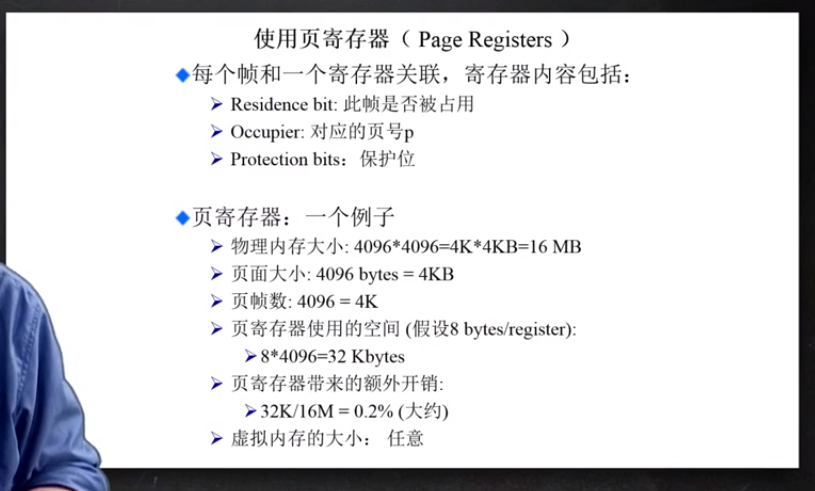 使用页寄存器（ Page Registers ）
◆每个帧和一个寄存器关联，寄存器内容包括：
➢ Residence bit: 此帧是否被占用
➢ Occupier: 对应的页号p
➢ Protection bits：保护位
◆页寄存器：一个例子
➢ 物理内存大小: 4096*4096=4K*4KB=16 MB
➢ 页面大小: 4096 bytes = 4KB
➢ 页帧数: 4096 = 4K
➢ 页寄存器使用的空间 (假设8 bytes/register):
➢8*4096=32 Kbytes
➢ 页寄存器带来的额外开销:
➢32K/16M = 0.2% (大约)
➢ 虚拟内存的大小： 任意